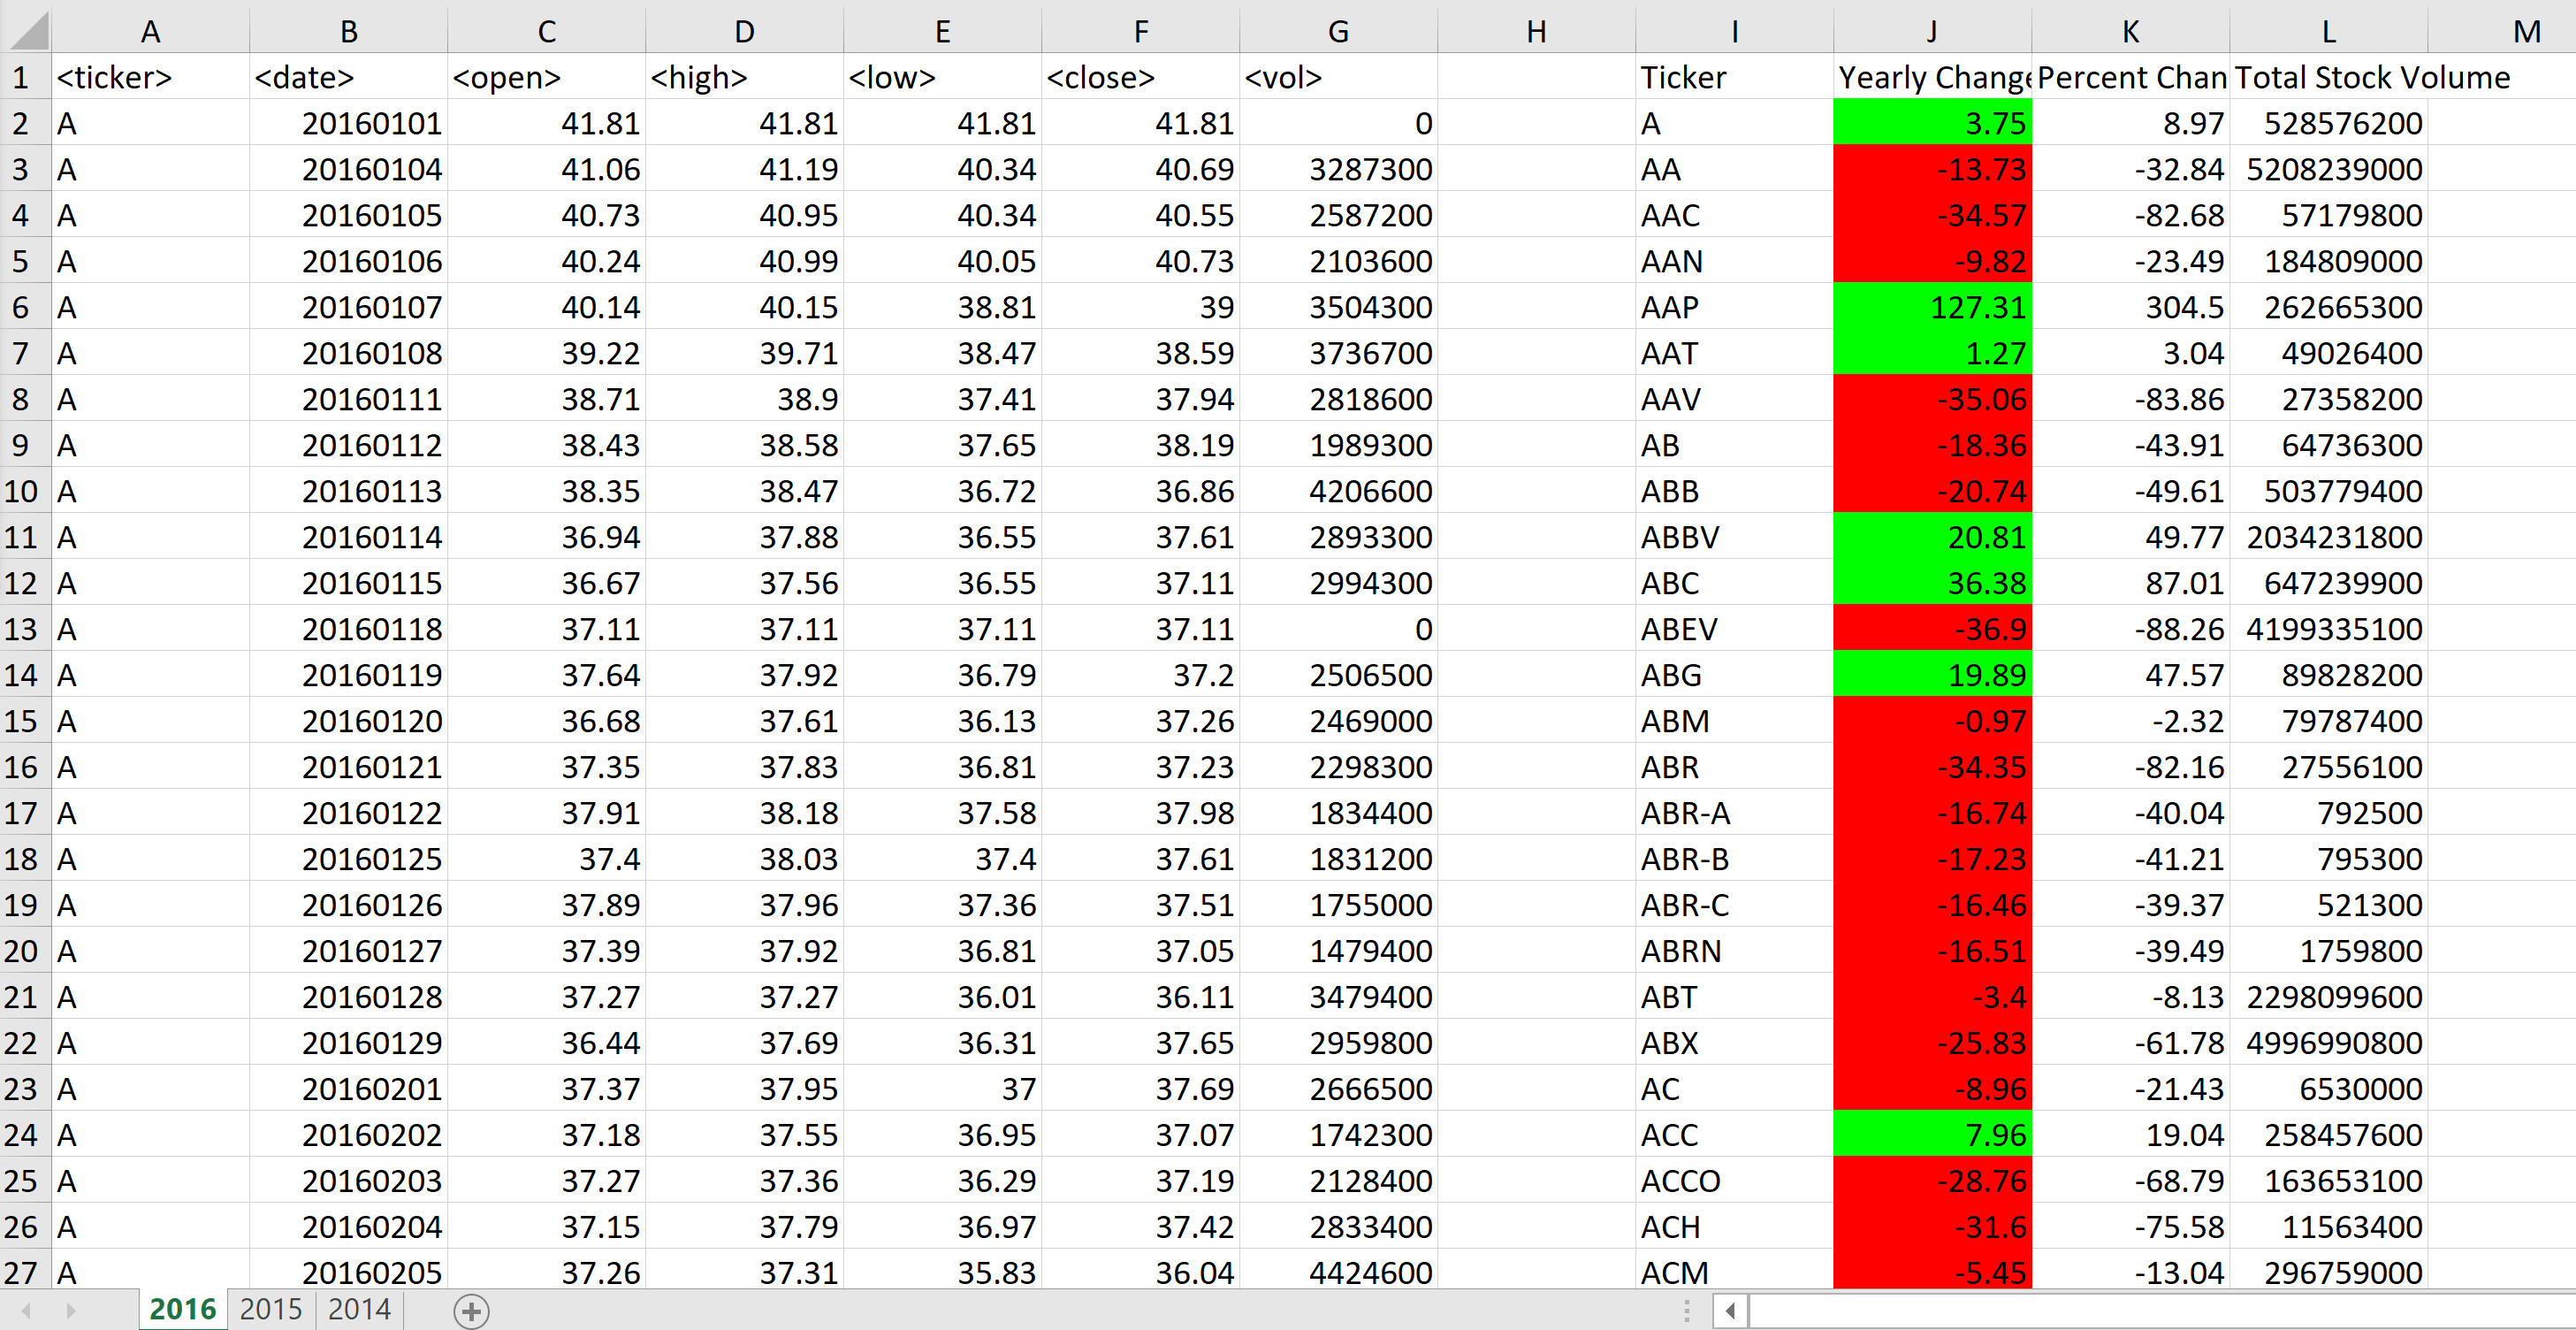 A B C D E F G H I J K L M
1 <ticker> <date> <open> <high> <low> <close> <vol> Ticker Yearly Change Percent Chan Total Stock Volume
2 A 20160101 41.81 41.81 41.81 41.81 0 A 3.75 8.97 528576200
3 A 20160104 41.06 41.19 40.34 40.69 3287300 AA -13.73 -32.84 5208239000
4 A 20160105 40.73 40.95 40.34 40.55 2587200 AAC -34.57 -82.68 57179800
5 A 20160106 40.24 40.99 40.05 40.73 2103600 AAN -9.82 -23.49 184809000
6 A 20160107 40.14 40.15 38.81 39 3504300 AAP 127.31 304.5 262665300
7 A 20160108 39.22 39.71 38.47 38.59 3736700 AAT 1.27 3.04 49026400
8 A 20160111 38.71 38.9 37.41 37.94 2818600 AAV -35.06 -83.86 27358200
9 A 20160112 38.43 38.58 37.65 38.19 1989300 AB -18.36 -43.91 64736300
10 A 20160113 38.35 38.47 36.72 36.86 4206600 ABB -20.74 -49.61 503779400
11 A 20160114 36.94 37.88 36.55 37.61 2893300 ABBV 20.81 49.77 2034231800
12 A 20160115 36.67 37.56 36.55 37.11 2994300 ABC 36.38 87.01 647239900
13 A 20160118 37.11 37.11 37.11 37.11 0 ABEV -36.9 -88.26 4199335100
14 A 20160119 37.64 37.92 36.79 37.2 2506500 ABG 19.89 47.57 89828200
15 A 20160120 36.68 37.61 36.13 37.26 2469000 ABM -0.97 -2.32 79787400
16 A 20160121 37.35 37.83 36.81 37.23 2298300 ABR -34.35 -82.16 27556100
17 A 20160122 37.91 38.18 37.58 37.98 1834400 ABR-A -16.74 -40.04 792500
18 A 20160125 37.4 38.03 37.4 37.61 1831200 ABR-B -17.23 -41.21 795300
19 A 20160126 37.89 37.96 37.36 37.51 1755000 ABR-C -16.46 -39.37 521300
20 A 20160127 37.39 37.92 36.81 37.05 1479400 ABRN -16.51 -39.49 1759800
21 A 20160128 37.27 37.27 36.01 36.11 3479400 ABT -3.4 -8.13 2298099600
22 A 20160129 36.44 37.69 36.31 37.65 2959800 ABX -25.83 -61.78 4996990800
23 A 20160201 37.37 37.95 37 37.69 2666500 AC -8.96 -21.43 6530000
24 A 20160202 37.18 37.55 36.95 37.07 1742300 ACC 7.96 19.04 258457600
25 A 20160203 37.27 37.36 36.29 37.19 2128400 ACCO -28.76 -68.79 163653100
26 A 20160204 37.15 37.79 36.97 37.42 2833400 ACH -31.6 -75.58 11563400
27 A 20160205 37.26 37.31 35.83 36.04 4424600 ACM -5.45 -13.04 296759000
2016 2015 2014